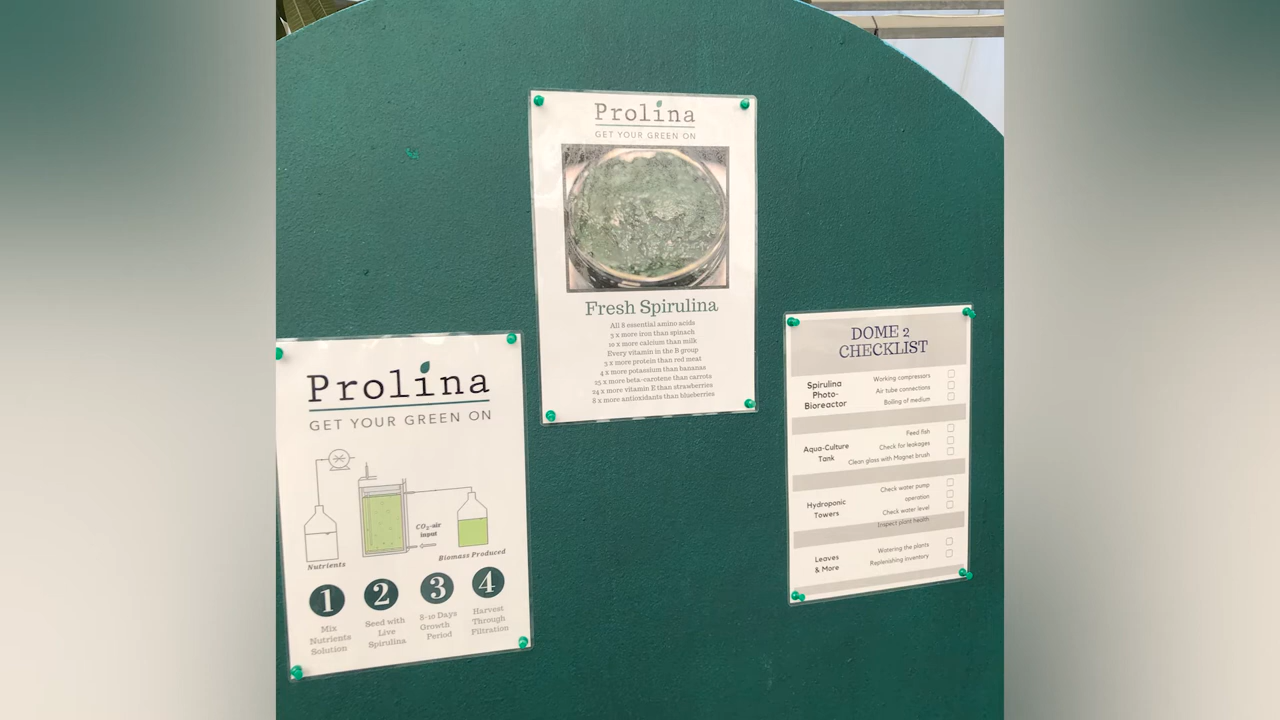 Prolina
GET YOUR GREEN ON
Fresh Spirulina
All 8 essential amino acids
5 x more iron than spinach
10 x more calcium than milk
Every vitamin in the B group
3 x more protein than red meat
4 x more potassium than bananas
15 x more beta-carotene than carrots
24 x more vitamin E than strawberries
8 x more antioxidants than blueberries
Prolina
GET YOUR GREEN ON
CO₂-air
input
Nutrients
Biomass Produced
1
2
3
4
Mix
Nutrients
Solution
Seed with
Live
Spirulina
8-10 Days
Growth
Period
Harvest
Through
Filtration
DOME 2
CHECKLIST
Spirulina
Photo-
Bioreactor
Working compressors
Air tube connections
Boiling of medium
Aqua-Culture
Tank
Feed fish
Check for leakages
Clean glass with Magnet brush
Hydroponic
Towers
Check water pump
operation
Check water level
Inspect plant health
Leaves
& More
Watering the plants
Replenishing inventory